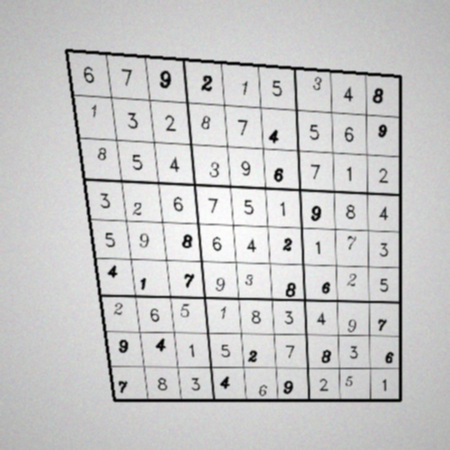 6 7 9 2 1 5 3 4 8
1 3 2 8 7 4 5 6 9
8 5 4 3 9 6 7 1 2
3 2 6 7 5 1 9 8 4
5 9 8 6 4 2 1 7 3
4 1 7 9 3 8 6 2 5
2 6 5 1 8 3 4 9 7
9 4 1 5 2 7 8 3 6
7 8 3 4 6 9 2 5 1